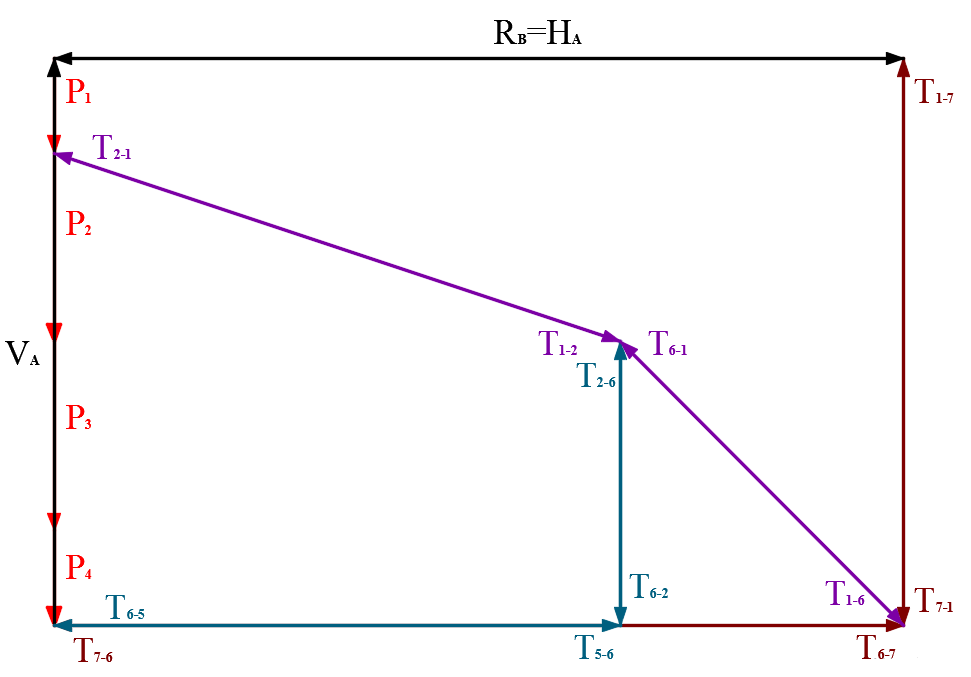 R_B=H_A
P_1
T_1-7
T_2-1
P_2
V_A
T_1-2
T_6-1
T_2-6
P_3
P_4
T_6-2
T_1-6
T_7-1
T_6-5
T_7-6
T_5-6
T_6-7